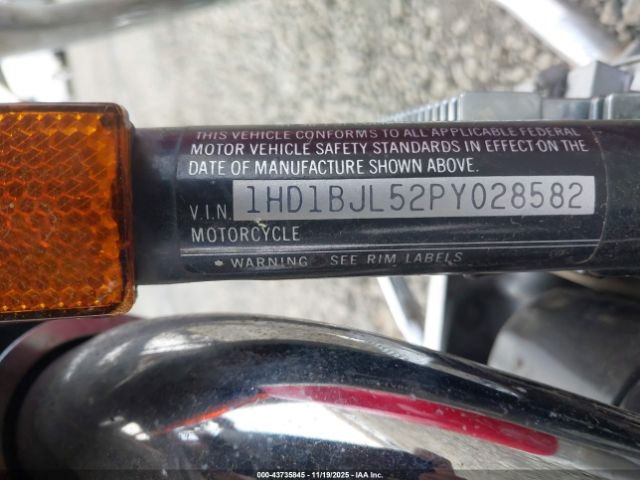 THIS VEHICLE CONFORMS TO ALL APPLICABLE FEDERAL
MOTOR VEHICLE SAFETY STANDARDS IN EFFECT ON THE
DATE OF MANUFACTURE SHOWN ABOVE.
V.I.N. 1HD1BJL52PY028582
MOTORCYCLE
* WARNING SEE RIM LABELS
000-43735845 - 11/19/2025 - IAA Inc.